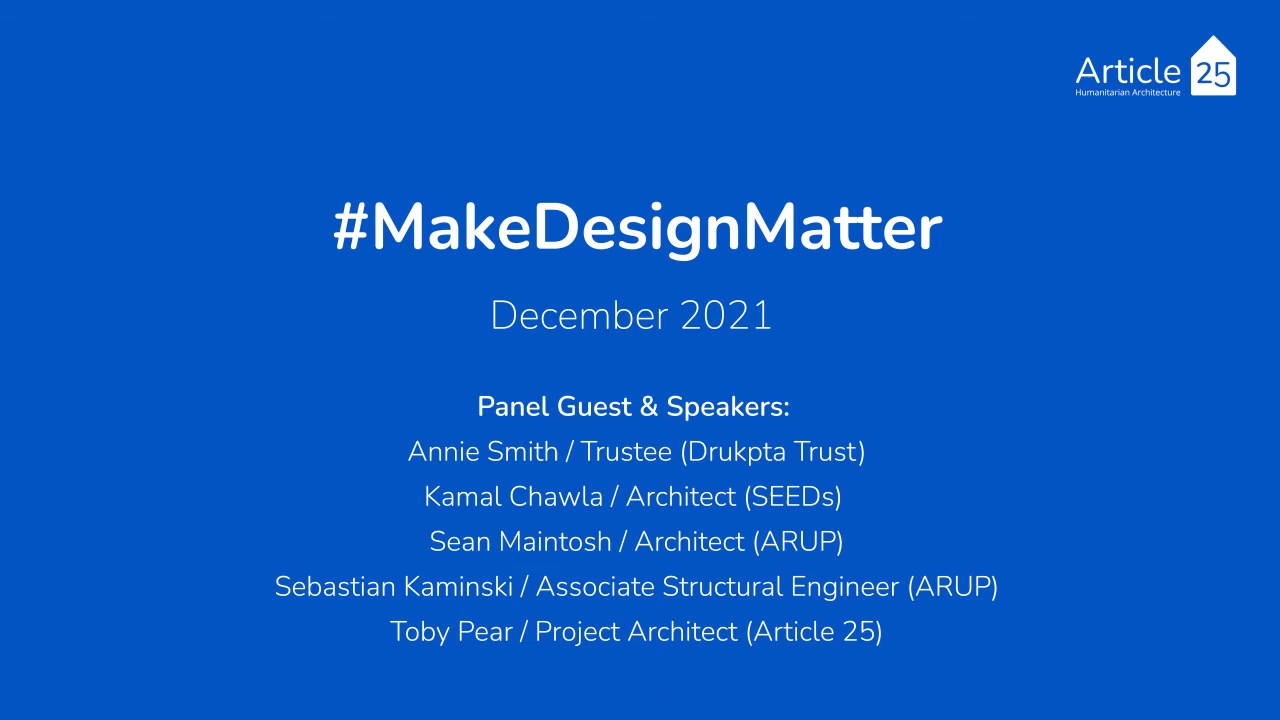 Article 25
Humanitarian Architecture
#MakeDesignMatter
December 2021
Panel Guest & Speakers:
Annie Smith / Trustee (Drukpta Trust)
Kamal Chawla / Architect (SEEDs)
Sean Maintosh / Architect (ARUP)
Sebastian Kaminski / Associate Structural Engineer (ARUP)
Toby Pear / Project Architect (Article 25)